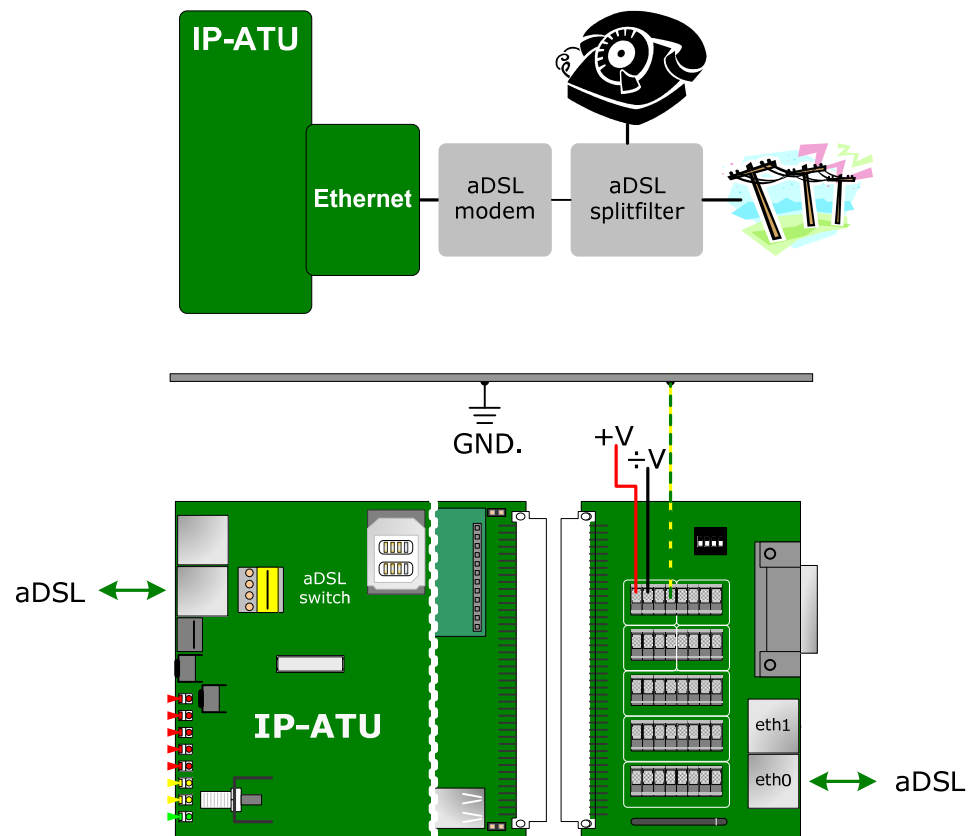 IP-ATU
Ethernet
aDSL
modem
aDSL
splitfilter
GND.
+V
÷V
aDSL
aDSL
switch
IP-ATU
eth1
eth0
aDSL